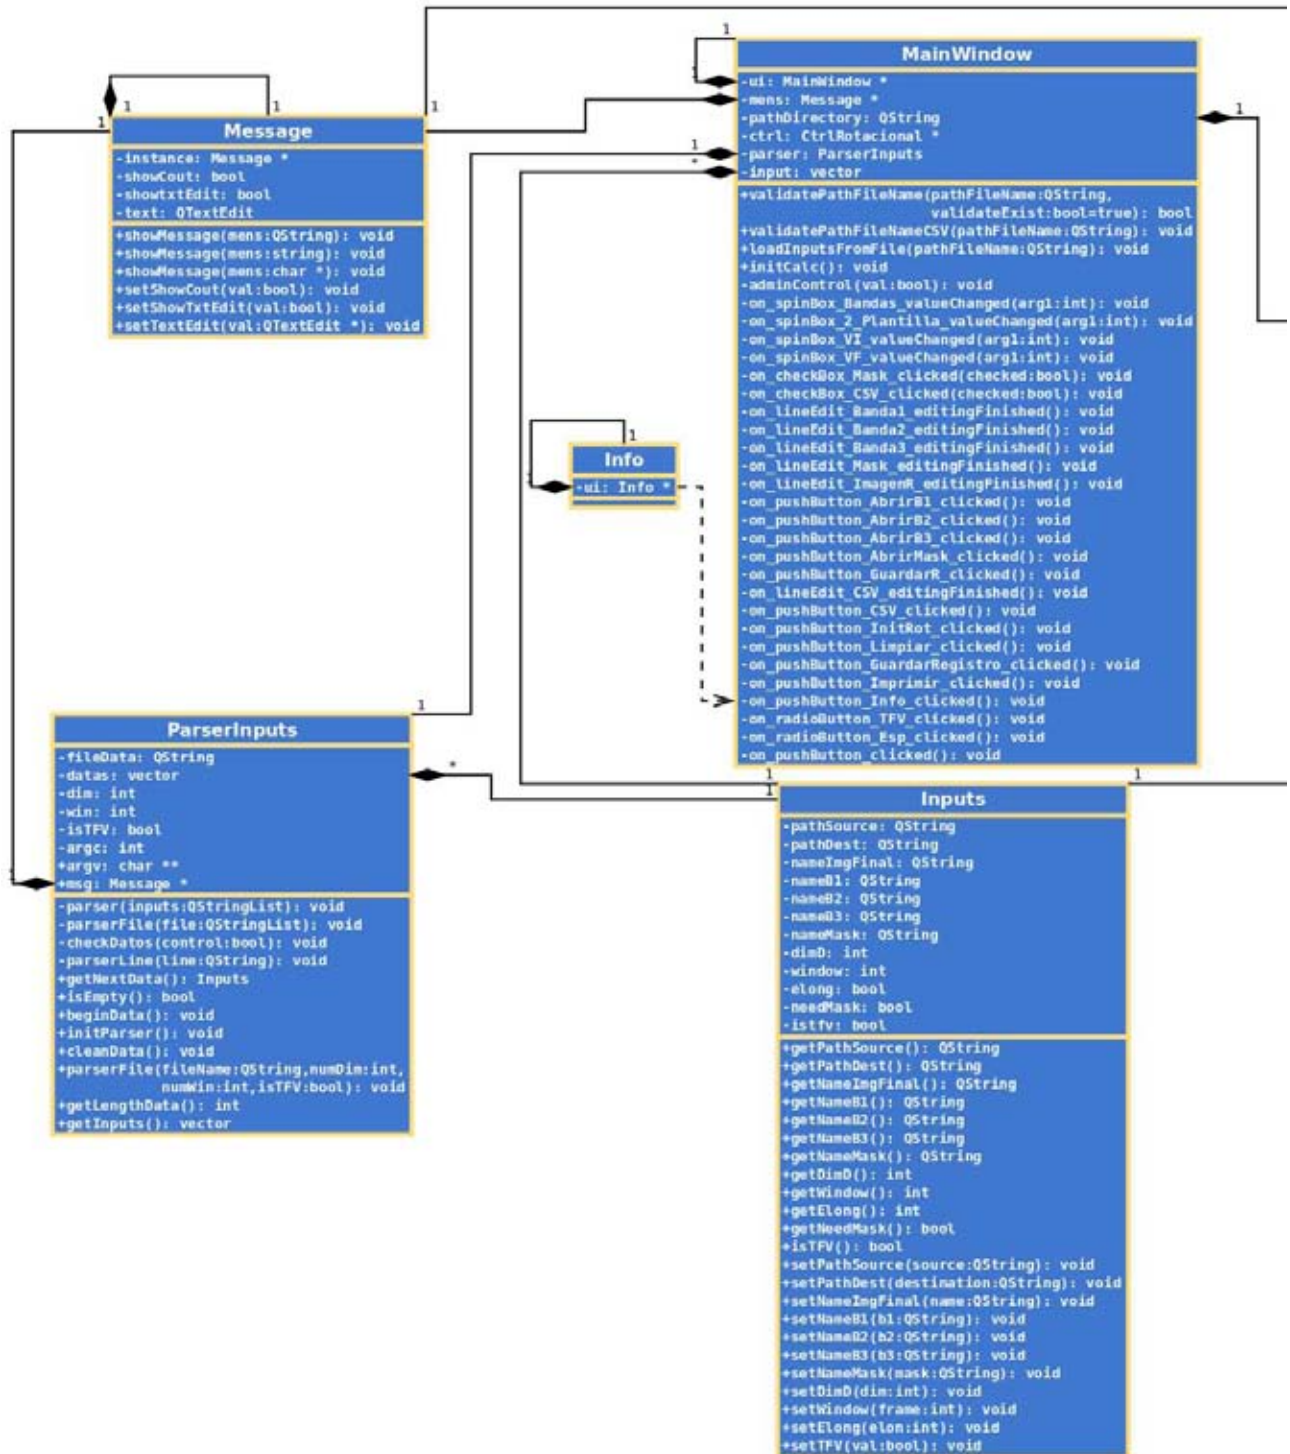 1
MainWindow
-ui: MainWindow *
-mens: Message *
-pathDirectory: QString
-ctrl: CtrlRotacional *
-parser: ParserInputs
-input: vector
+validatePathFileName(pathFileName:QString,
validateExist:bool=true): bool
+validatePathFileNameCSV(pathFileName:QString): void
+loadInputsFromFile(pathFileName:QString): void
+initCalc(): void
-adminControl(val:bool): void
-on_spinBox_Bandas_valueChanged(arg1:int): void
-on_spinBox_2_Plantilla_valueChanged(arg1:int): void
-on_spinBox_VI_valueChanged(arg1:int): void
-on_spinBox_VF_valueChanged(arg1:int): void
-on_checkBox_Mask_clicked(checked:bool): void
-on_checkBox_CSV_clicked(checked:bool): void
-on_lineEdit_Banda1_editingFinished(): void
-on_lineEdit_Banda2_editingFinished(): void
-on_lineEdit_Banda3_editingFinished(): void
-on_lineEdit_Mask_editingFinished(): void
-on_lineEdit_ImagenR_editingFinished(): void
-on_pushButton_AbrirB1_clicked(): void
-on_pushButton_AbrirB2_clicked(): void
-on_pushButton_AbrirB3_clicked(): void
-on_pushButton_AbrirMask_clicked(): void
-on_pushButton_GuardarR_clicked(): void
-on_lineEdit_CSV_editingFinished(): void
-on_pushButton_CSV_clicked(): void
-on_pushButton_InitRot_clicked(): void
-on_pushButton_Limpiar_clicked(): void
-on_pushButton_GuardarRegistro_clicked(): void
-on_pushButton_Imprimir_clicked(): void
-on_pushButton_Info_clicked(): void
-on_radioButton_TFV_clicked(): void
-on_radioButton_Esp_clicked(): void
-on_pushButton_clicked(): void
1
1
*
1
1
1
1
Message
-instance: Message *
-showCout: bool
-showtxtEdit: bool
-text: QTextEdit
+showMessage(mens:QString): void
+showMessage(mens:string): void
+showMessage(mens:char *): void
+setShowCout(val:bool): void
+setShowTxtEdit(val:bool): void
+setTextEdit(val:QTextEdit *): void
1
Info
-ui: Info *
1
*
ParserInputs
-fileData: QString
-datas: vector
-dim: int
-win: int
-isTFV: bool
-argc: int
+argv: char **
+msg: Message *
-parser(inputs:QStringList): void
-parserFile(file:QStringList): void
-checkDatos(control:bool): void
-parserLine(line:QString): void
+getNextData(): Inputs
+isEmpty(): bool
+beginData(): void
+initParser(): void
+cleanData(): void
+parserFile(fileName:QString,numDim:int,
numWin:int,isTFV:bool): void
+getLengthData(): int
+getInputs(): vector
1
1
1
Inputs
-pathSource: QString
-pathDest: QString
-nameImgFinal: QString
-nameB1: QString
-nameB2: QString
-nameB3: QString
-nameMask: QString
-dimD: int
-window: int
-elong: bool
-needMask: bool
-istfv: bool
+getPathSource(): QString
+getPathDest(): QString
+getNameImgFinal(): QString
+getNameB1(): QString
+getNameB2(): QString
+getNameB3(): QString
+getNameMask(): QString
+getDimD(): int
+getWindow(): int
+getElong(): int
+getNeedMask(): bool
+isTFV(): bool
+setPathSource(source:QString): void
+setPathDest(destination:QString): void
+setNameImgFinal(name:QString): void
+setNameB1(b1:QString): void
+setNameB2(b2:QString): void
+setNameB3(b3:QString): void
+setNameMask(mask:QString): void
+setDimD(dim:int): void
+setWindow(frame:int): void
+setElong(elon:int): void
+setTFV(val:bool): void